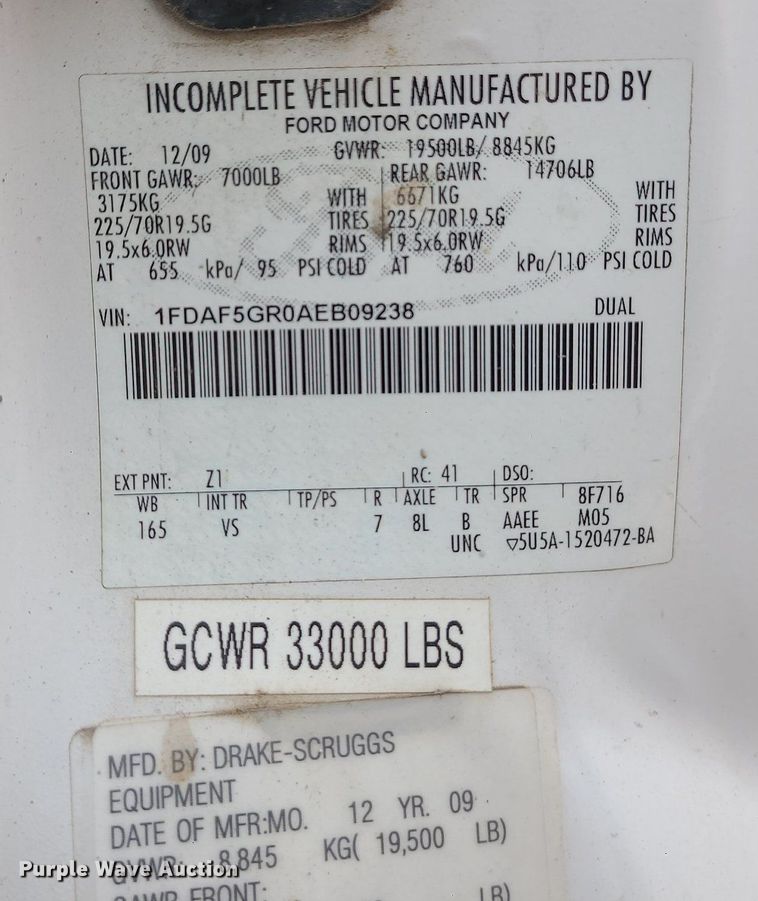 INCOMPLETE VEHICLE MANUFACTURED BY
FORD MOTOR COMPANY
DATE: 12/09 GVWR: 19500LB/ 8845KG
FRONT GAWR: 7000LB REAR GAWR: 14706LB
3175KG WITH 6671KG WITH
225/70R19.5G TIRES 225/70R19.5G TIRES
19.5x6.0RW RIMS 19.5x6.0RW RIMS
AT 655 kPa/ 95 PSI COLD AT 760 kPa/110 PSI COLD
VIN: 1FDAF5GR0AEB09238 DUAL
EXT PNT: Z1 RC: 41 DSO:
WB INT TR TP/PS R AXLE TR SPR 8F716
165 VS 7 8L B AAEE M05
UNC ▽5U5A-1520472-BA
GCWR 33000 LBS
MFD. BY: DRAKE-SCRUGGS
EQUIPMENT
DATE OF MFR:MO. 12 YR. 09
GVWR: 8,845 KG( 19,500 LB)
GAWR FRONT: LB)
Purple Wave Auction